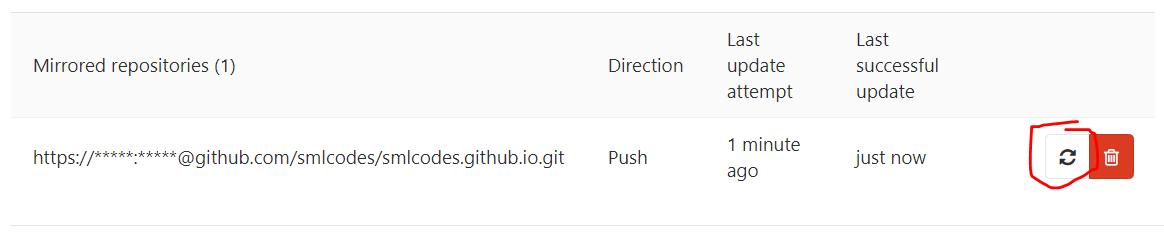 Mirrored repositories (1)
Direction
Last
update
attempt
Last
successful
update
https://*****:*****@github.com/smlcodes/smlcodes.github.io.git
Push
1 minute
ago
just now